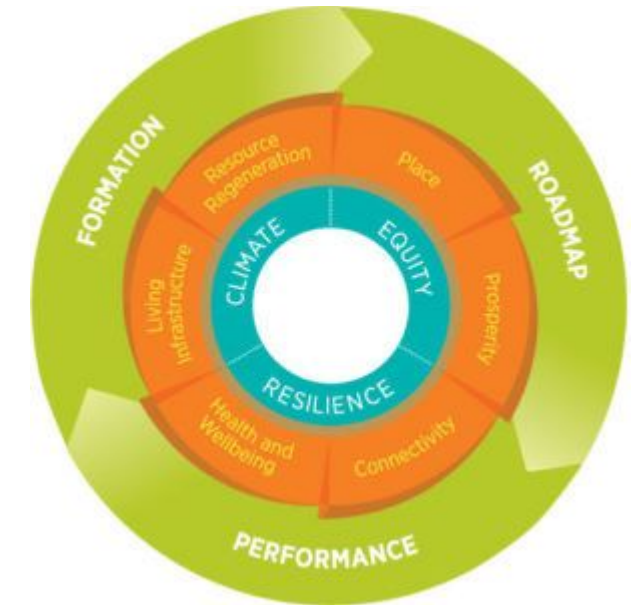 FORMATION
ROADMAP
PERFORMANCE
Resource
Regeneration
Place
Prosperity
Connectivity
Health and
Wellbeing
Living
Infrastructure
CLIMATE
EQUITY
RESILIENCE